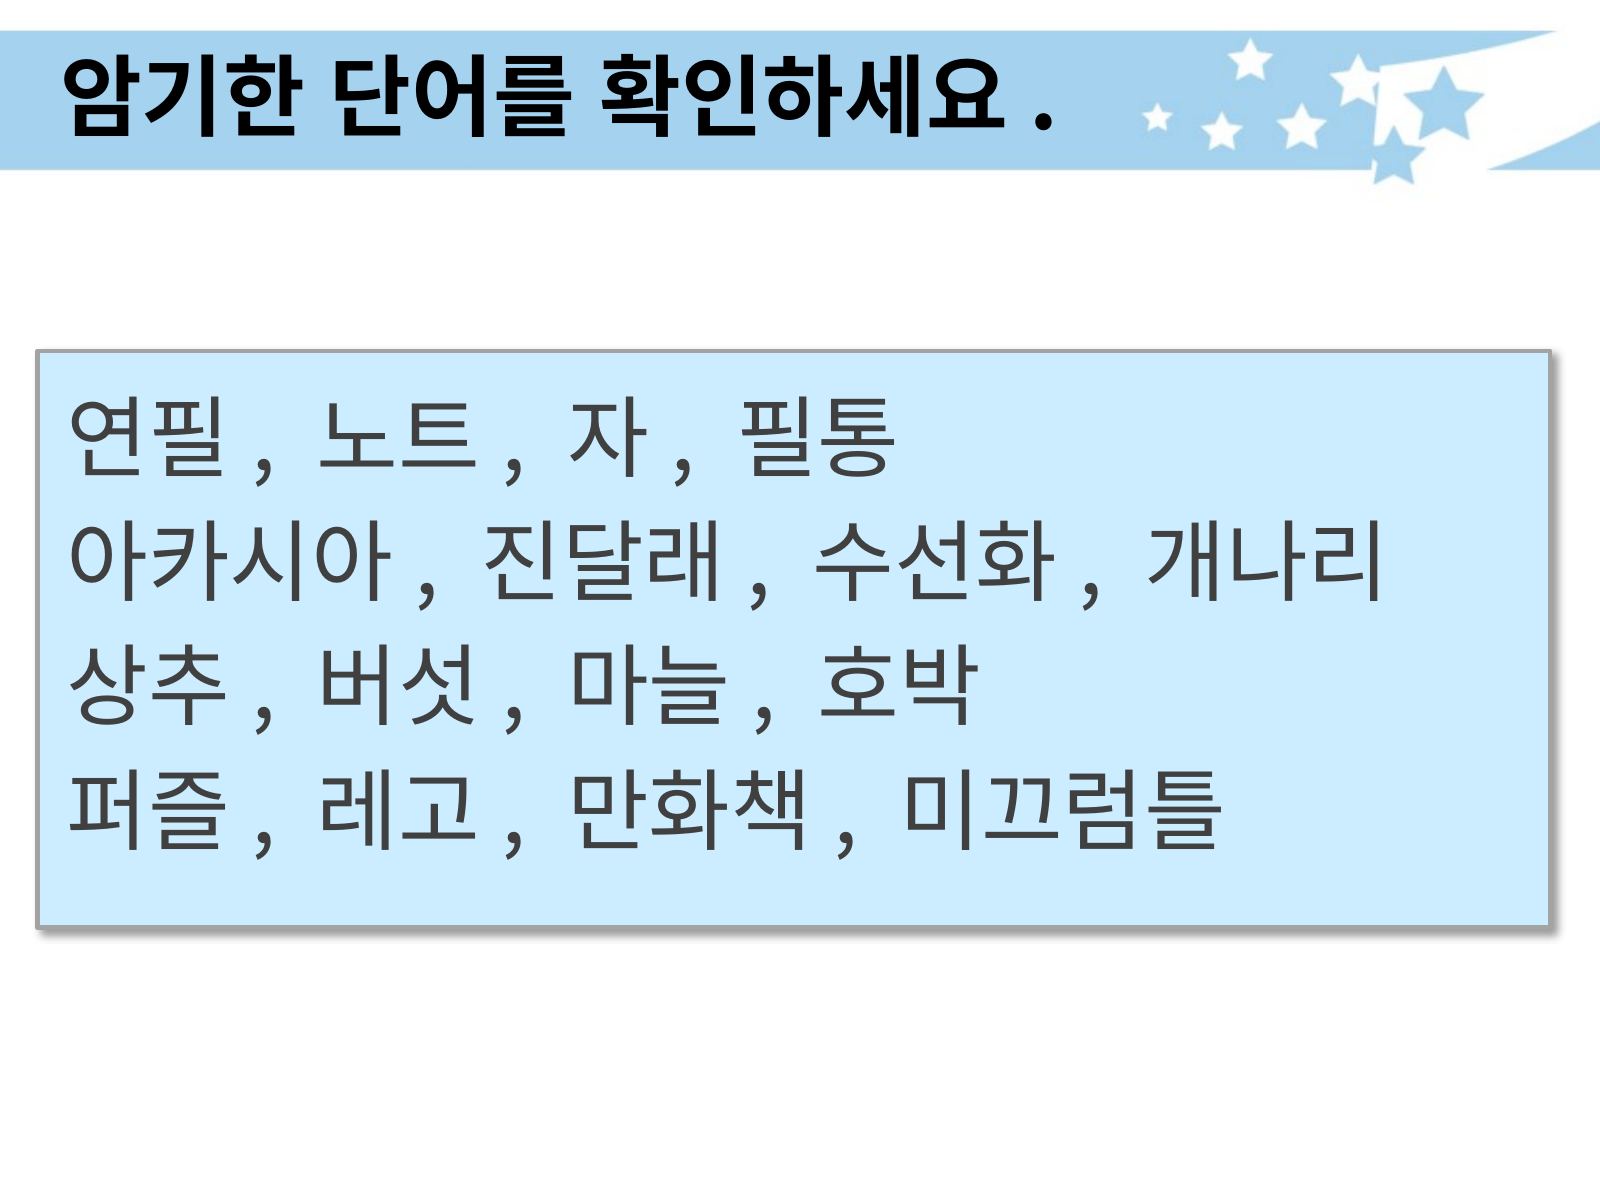 암기한 단어를 확인하세요 .
연필 , 노트 , 자 , 필통
아카시아 , 진달래 , 수선화 , 개나리
상추 , 버섯 , 마늘 , 호박
퍼즐 , 레고 , 만화책 , 미끄럼틀